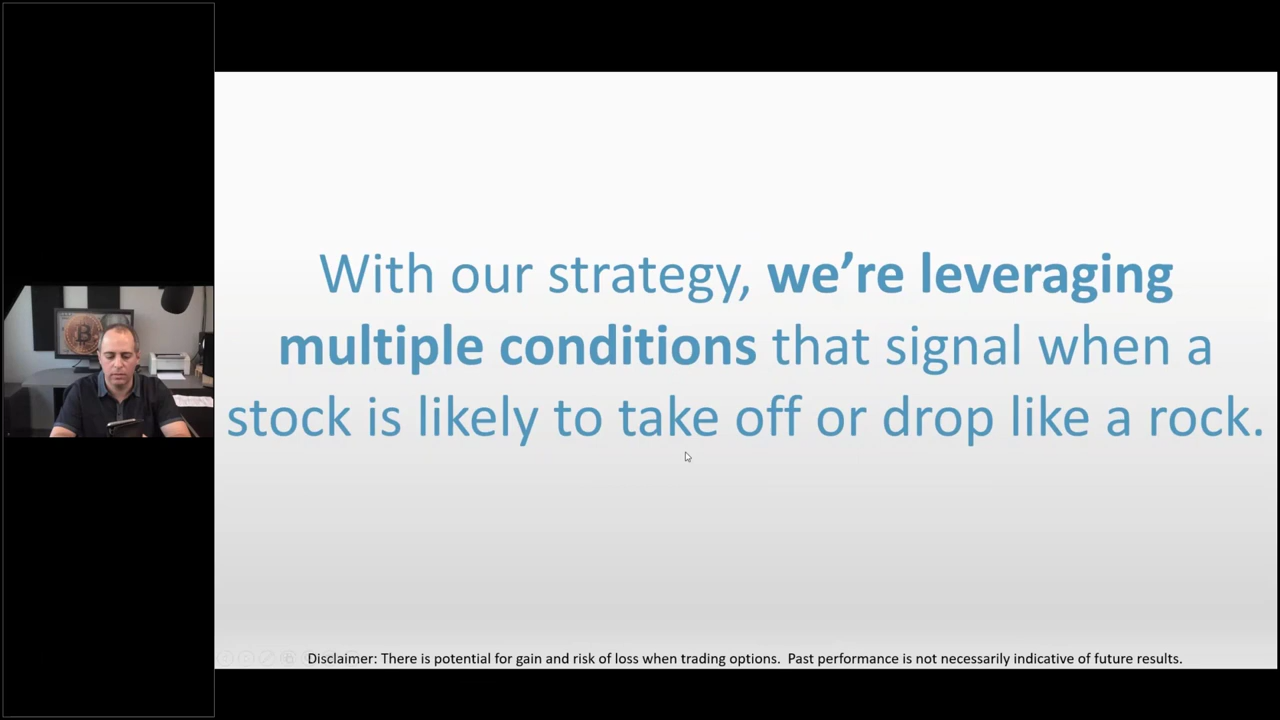 With our strategy, we’re leveraging
multiple conditions that signal when a
stock is likely to take off or drop like a rock.
Disclaimer: There is potential for gain and risk of loss when trading options.  Past performance is not necessarily indicative of future results.